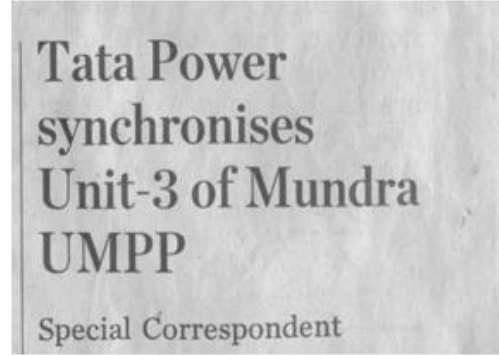 Tata Power
synchronises
Unit-3 of Mundra
UMPP
Special Correspondent